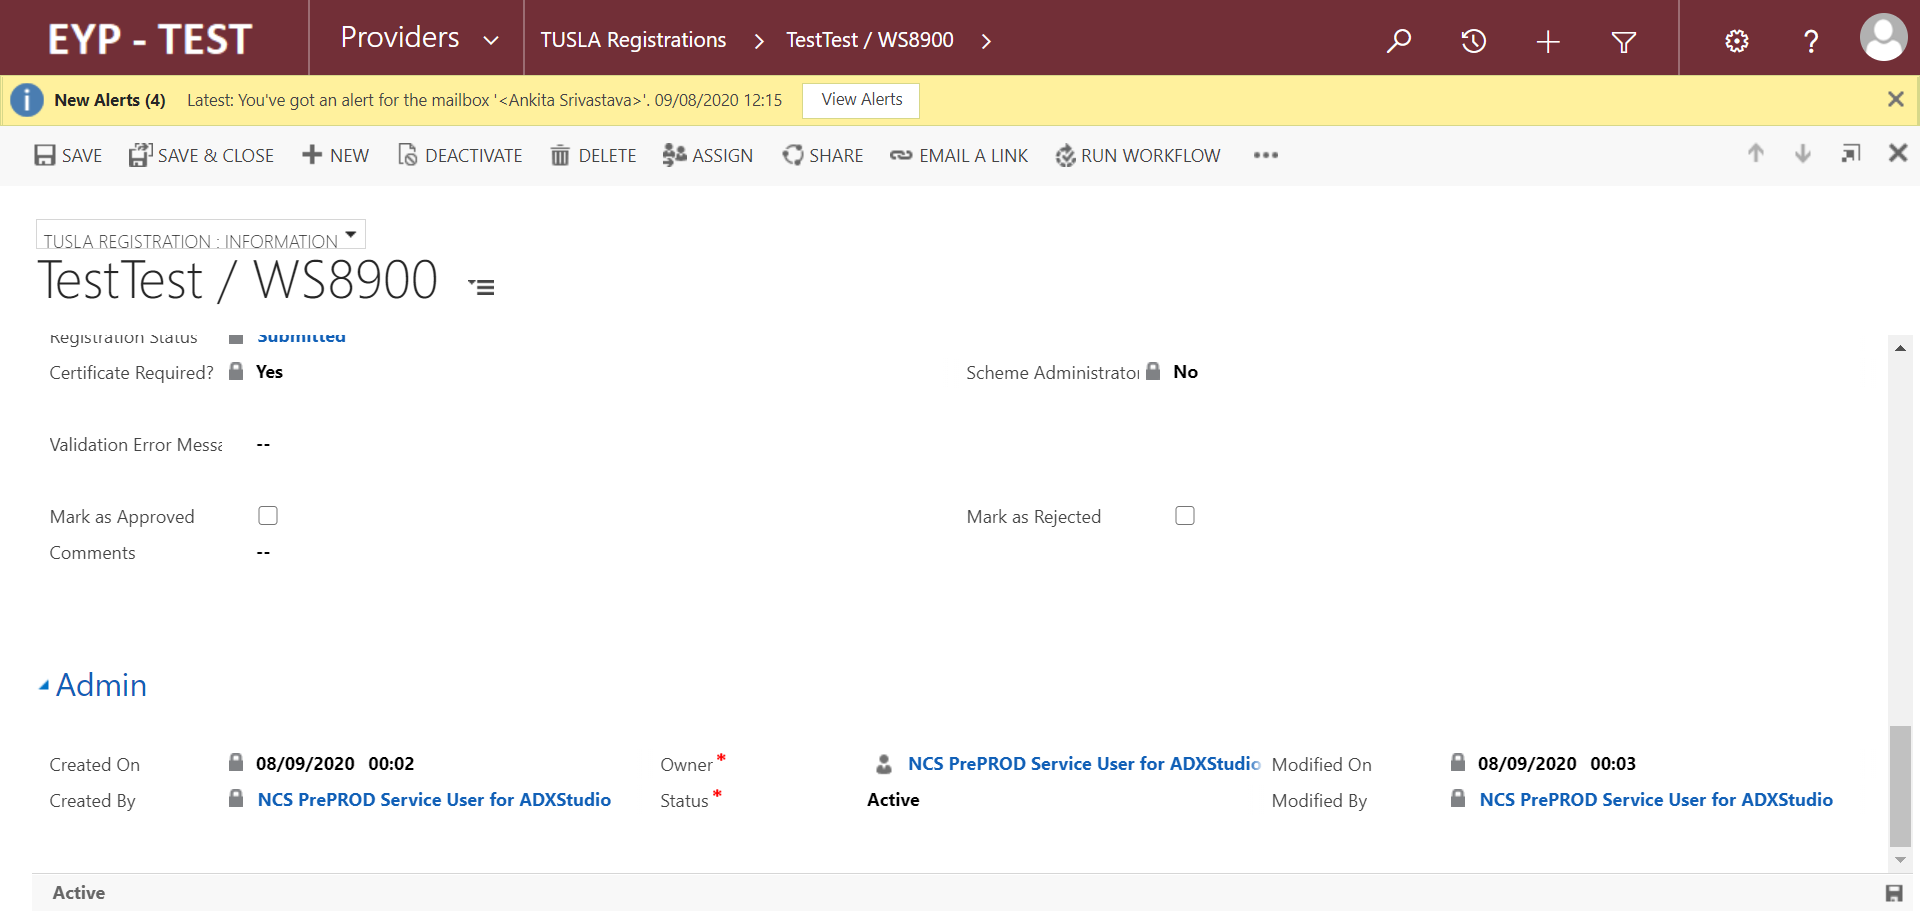 EYP - TEST Providers TUSLA Registrations TestTest / WS8900
New Alerts (4) Latest: You've got an alert for the mailbox '<Ankita Srivastava>'. 09/08/2020 12:15 View Alerts
SAVE SAVE & CLOSE NEW DEACTIVATE DELETE ASSIGN SHARE EMAIL A LINK RUN WORKFLOW •••
TUSLA REGISTRATION : INFORMATION
TestTest / WS8900
Registration Status Submitted
Certificate Required? Yes Scheme Administrator No
Validation Error Messa --
Mark as Approved Mark as Rejected
Comments --
Admin
Created On 08/09/2020 00:02 Owner * NCS PrePROD Service User for ADXStudio Modified On 08/09/2020 00:03
Created By NCS PrePROD Service User for ADXStudio Status * Active Modified By NCS PrePROD Service User for ADXStudio
Active